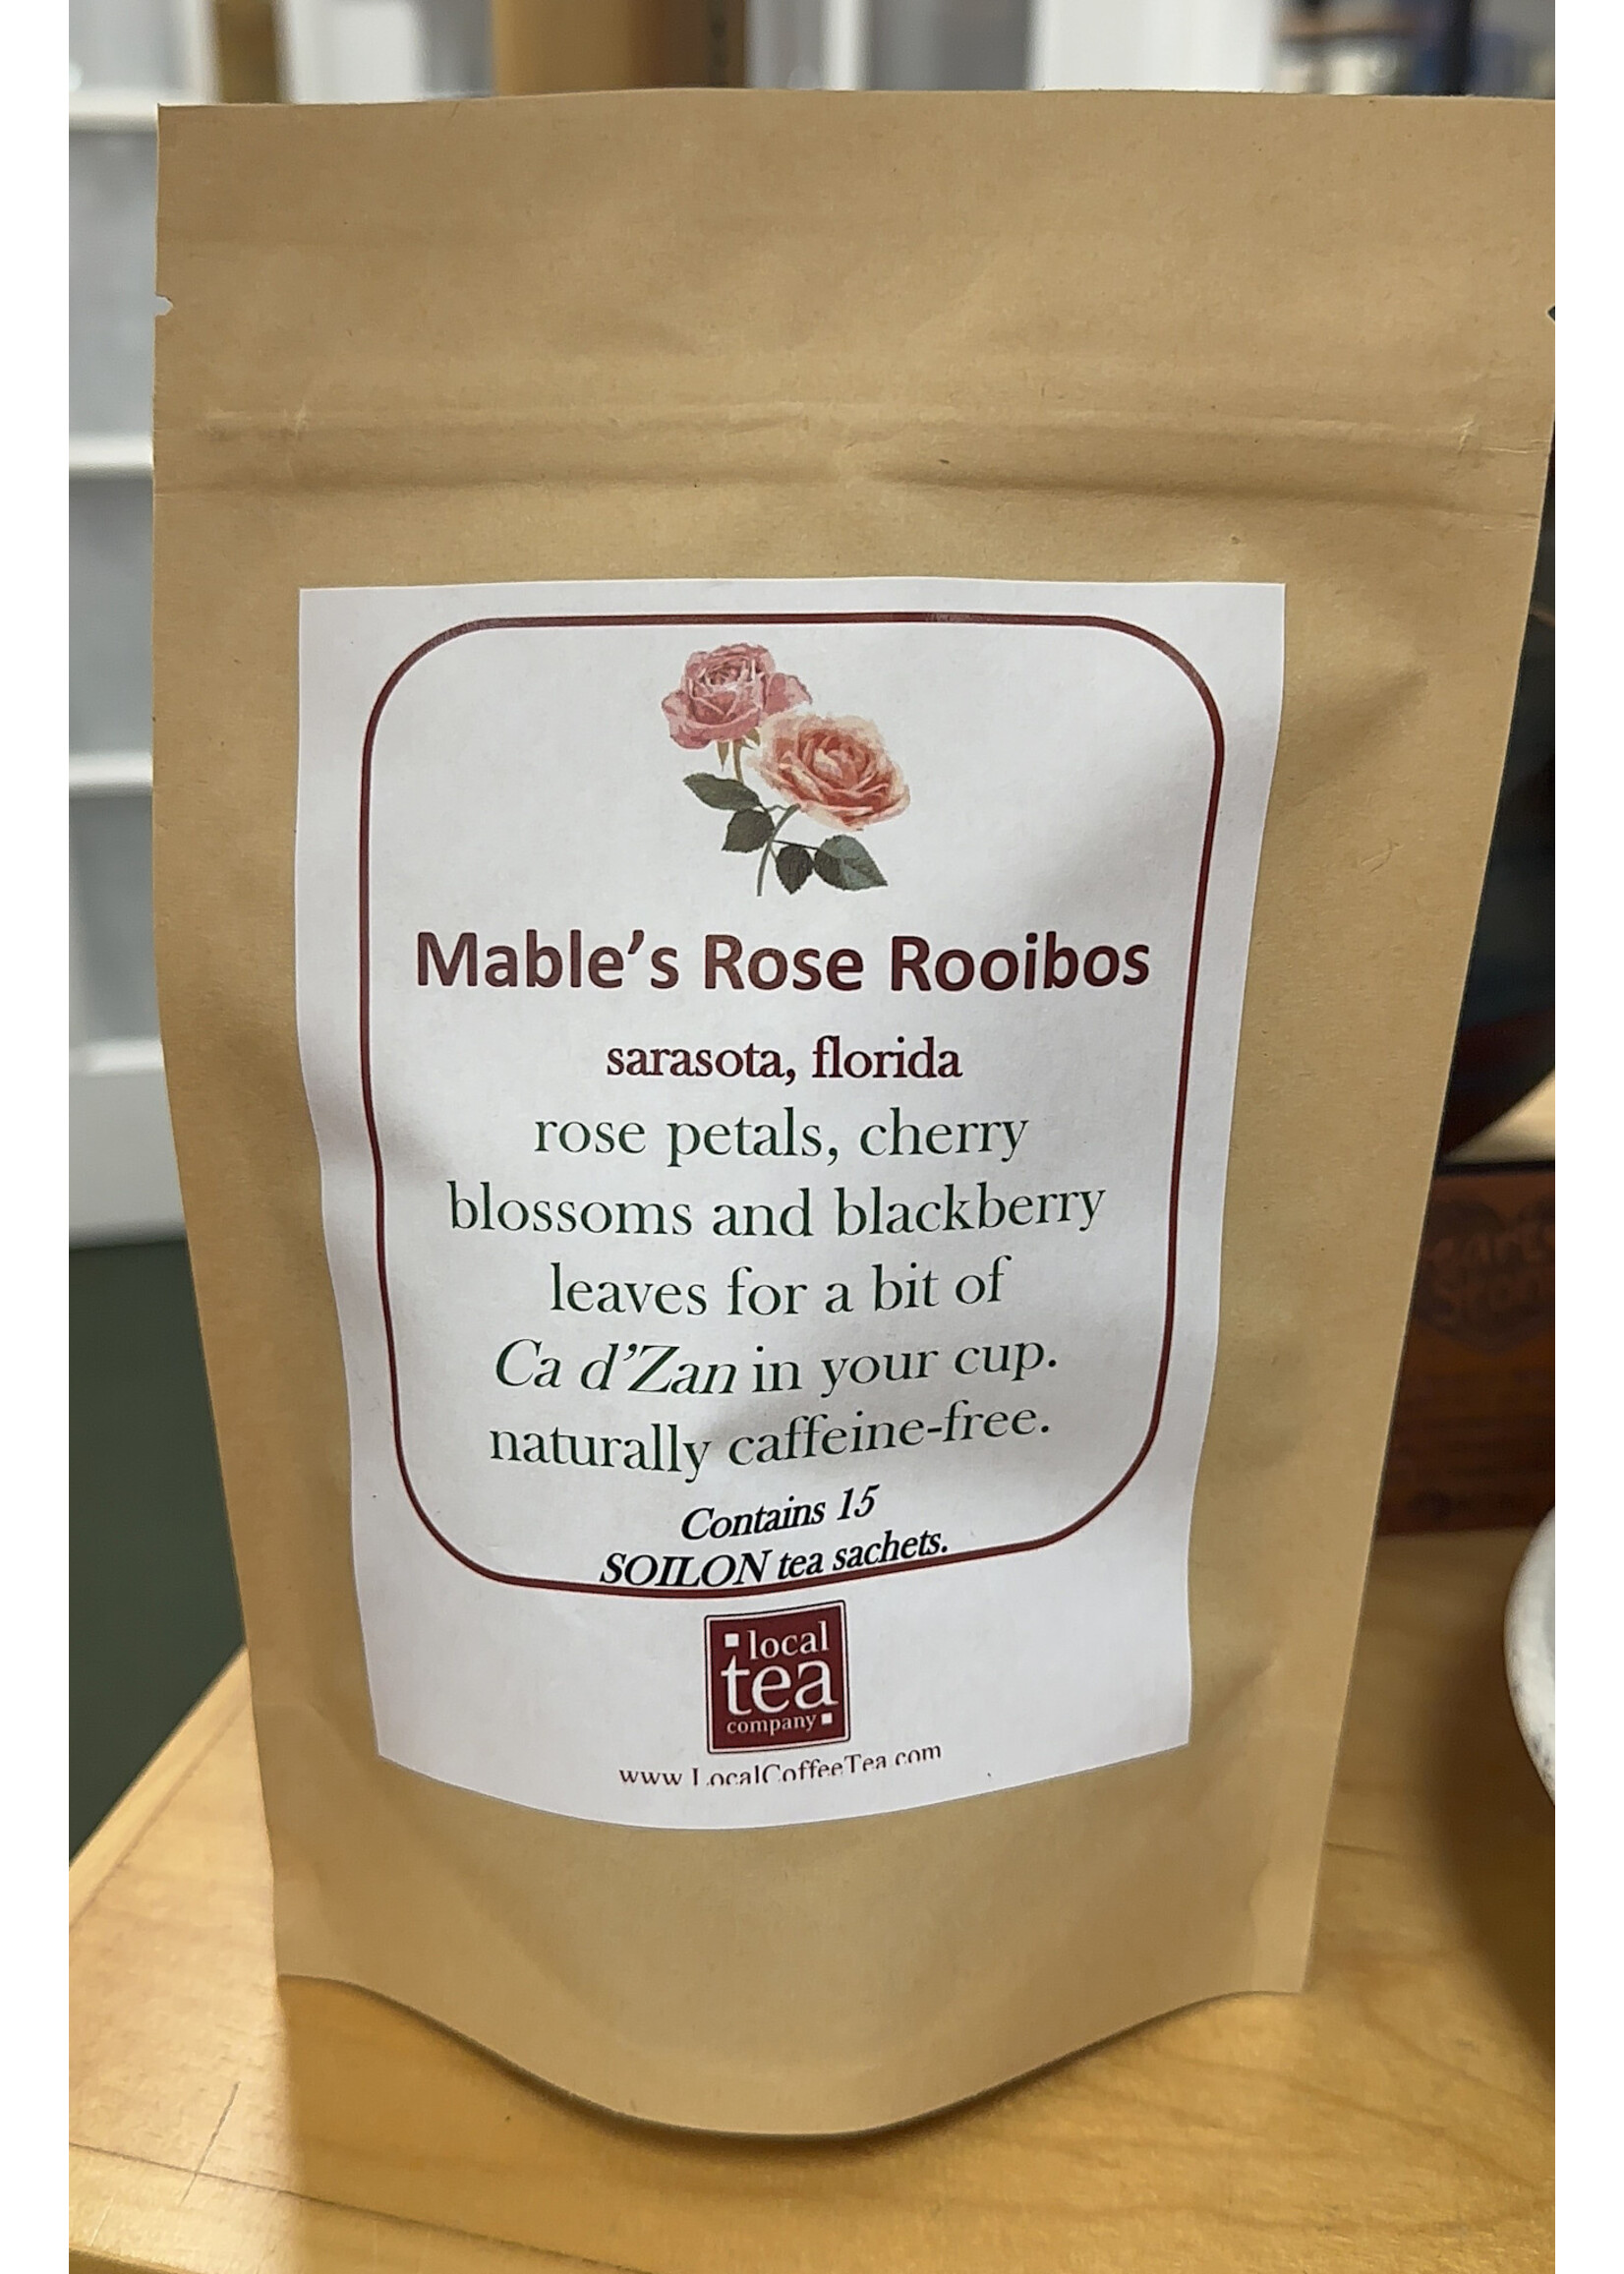 Mable’s Rose Rooibos
sarasota, florida
rose petals, cherry
blossoms and blackberry
leaves for a bit of
Ca d’Zan in your cup.
naturally caffeine-free.
Contains 15
SOILON tea sachets.
local
tea
company
www.LocalCoffeeTea.com